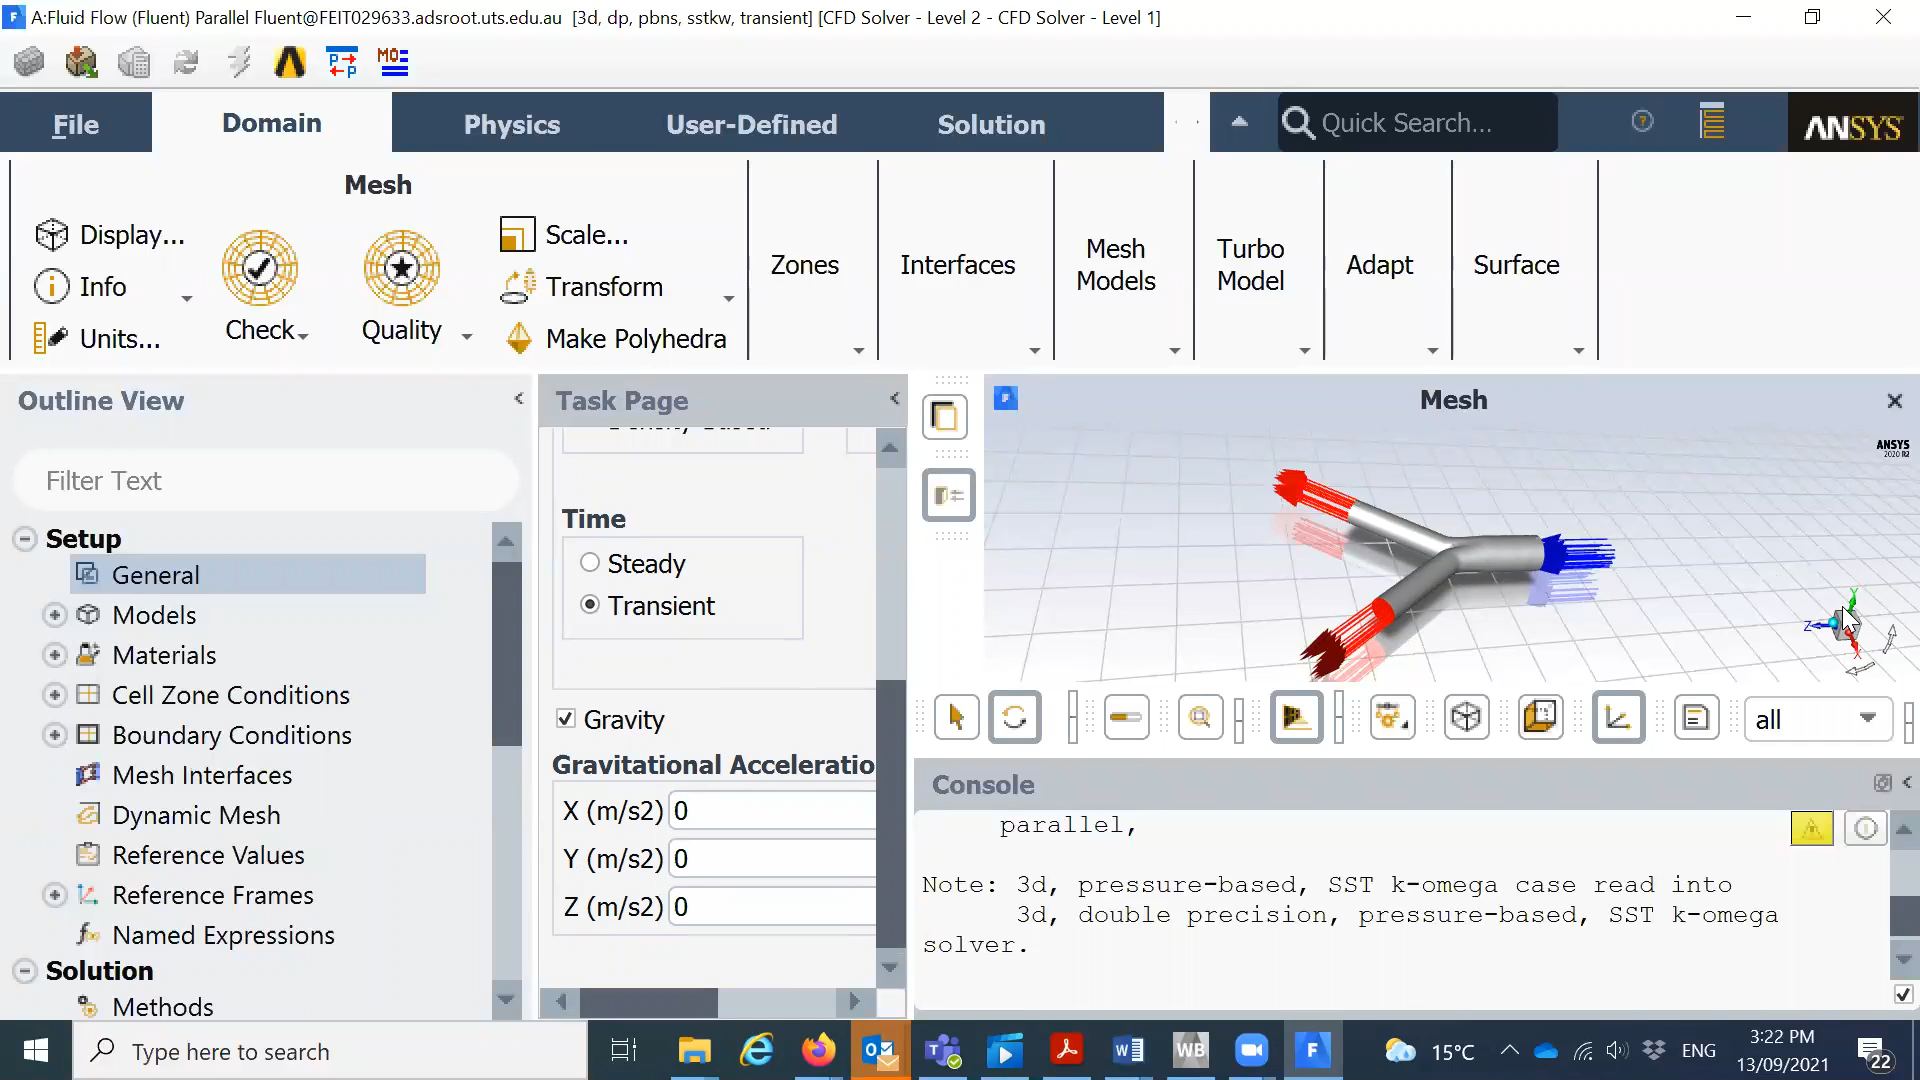 A:Fluid Flow (Fluent) Parallel Fluent@FEIT029633.adsroot.uts.edu.au [3d, dp, pbns, sstkw, transient] [CFD Solver - Level 2 - CFD Solver - Level 1]
File
Domain
Physics
User-Defined
Solution
Quick Search...
ANSYS
Mesh
Display...
Info
Units...
Check
Quality
Scale...
Transform
Make Polyhedra
Zones
Interfaces
Mesh
Models
Turbo
Model
Adapt
Surface
Outline View
Filter Text
Setup
General
Models
Materials
Cell Zone Conditions
Boundary Conditions
Mesh Interfaces
Dynamic Mesh
Reference Values
Reference Frames
Named Expressions
Solution
Methods
Task Page
Time
Steady
Transient
Gravity
Gravitational Acceleratio
X (m/s2) 0
Y (m/s2) 0
Z (m/s2) 0
Mesh
ANSYS
2020 R2
Y
Z
X
all
Console
parallel,
Note: 3d, pressure-based, SST k-omega case read into
3d, double precision, pressure-based, SST k-omega
solver.
Type here to search
WB
15°C
ENG
3:22 PM
13/09/2021
22